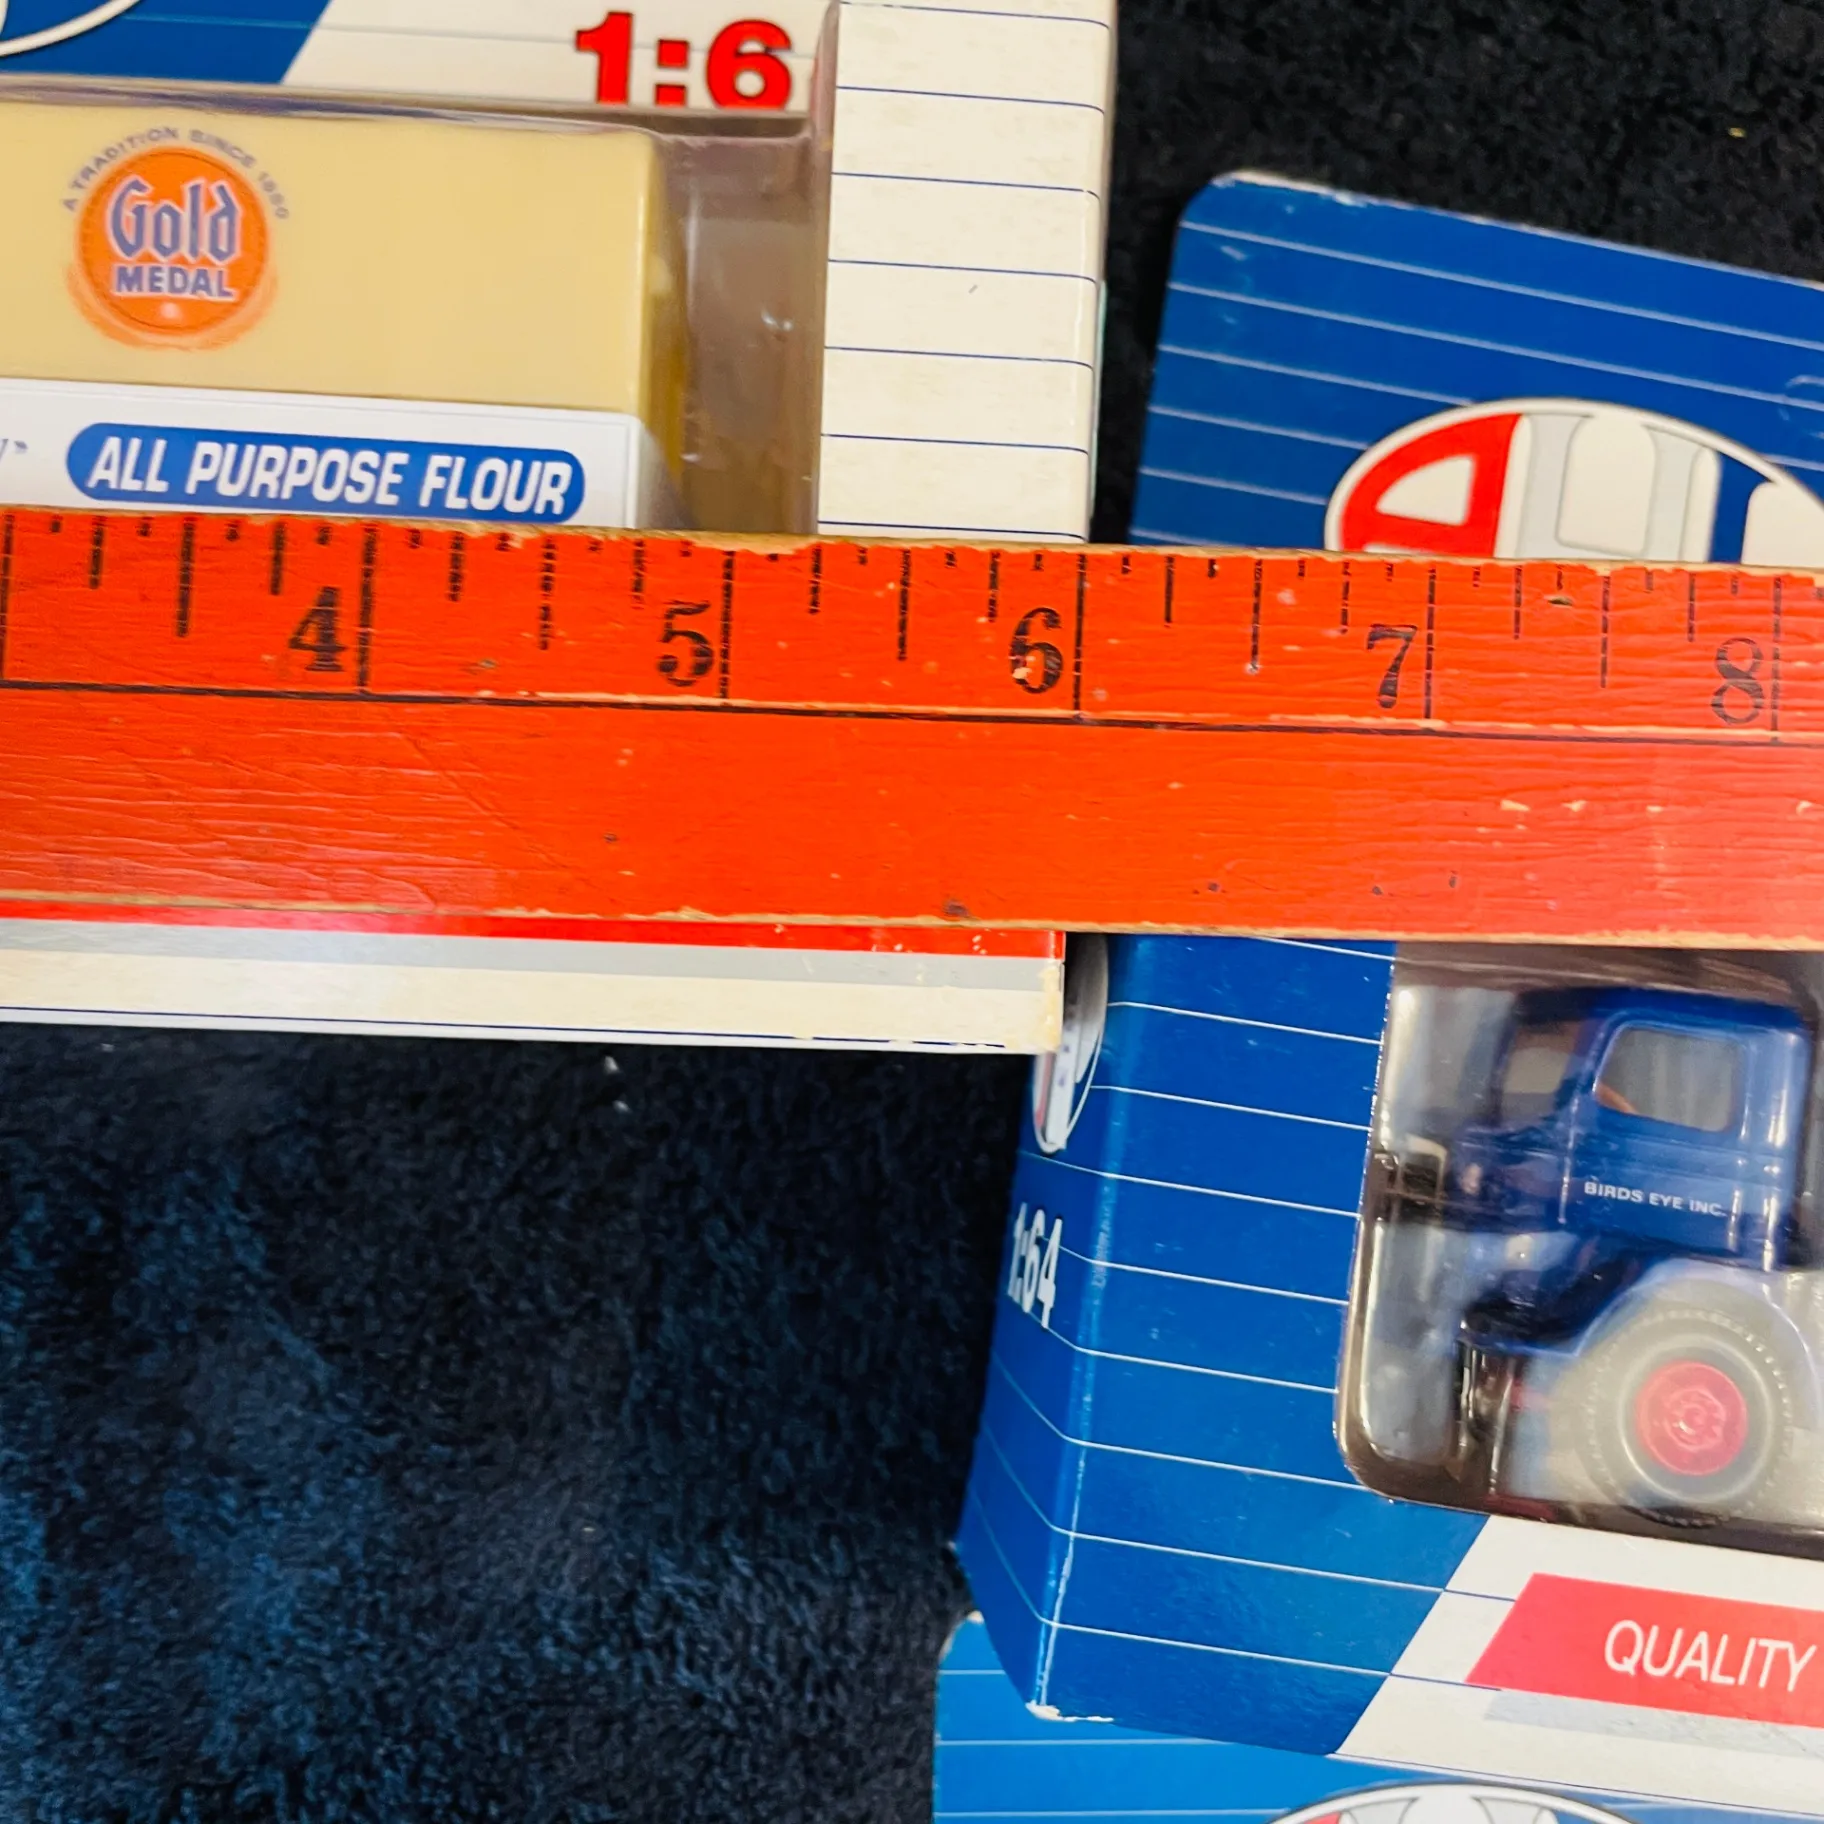 1:6
A TRADITION SINCE 1880
Gold
MEDAL
ALL PURPOSE FLOUR
4 5 6 7 8
BIRDS EYE INC.
1:64
QUALITY